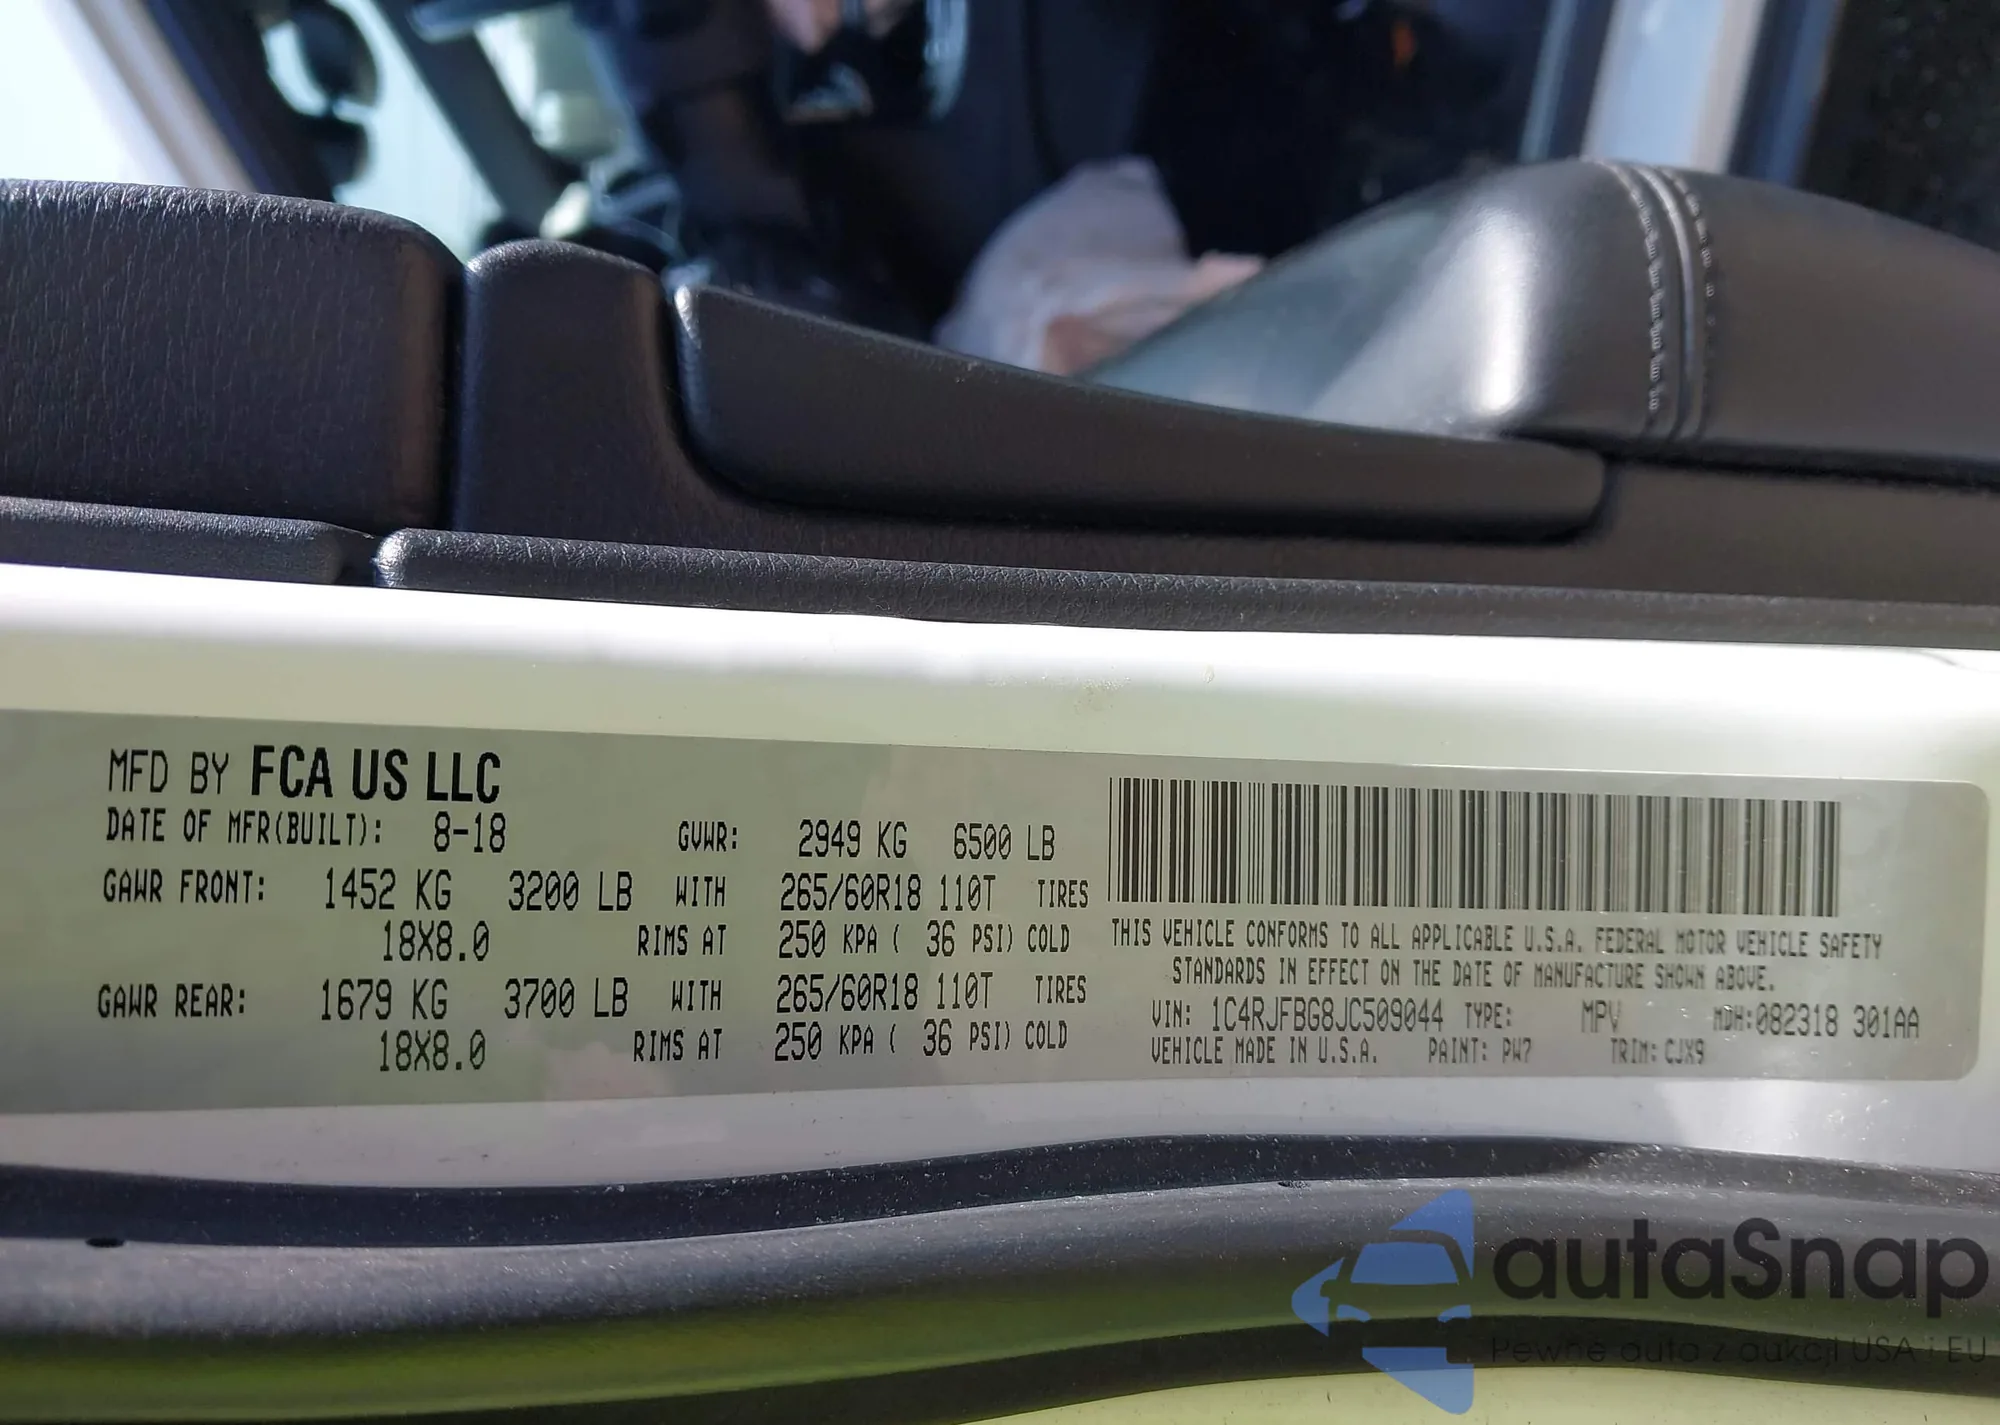 MFD BY FCA US LLC
DATE OF MFR(BUILT): 8-18 GVWR: 2949 KG 6500 LB
GAWR FRONT: 1452 KG 3200 LB WITH 265/60R18 110T TIRES
18X8.0 RIMS AT 250 KPA ( 36 PSI) COLD
GAWR REAR: 1679 KG 3700 LB WITH 265/60R18 110T TIRES
18X8.0 RIMS AT 250 KPA ( 36 PSI) COLD
THIS VEHICLE CONFORMS TO ALL APPLICABLE U.S.A. FEDERAL MOTOR VEHICLE SAFETY
STANDARDS IN EFFECT ON THE DATE OF MANUFACTURE SHOWN ABOVE.
VIN: 1C4RJFBG8JC509044 TYPE: MPV MDH:082318 301AA
VEHICLE MADE IN U.S.A. PAINT: PW7 TRIM: CJX9
autaSnap
Pewne auto z aukcji USA i EU